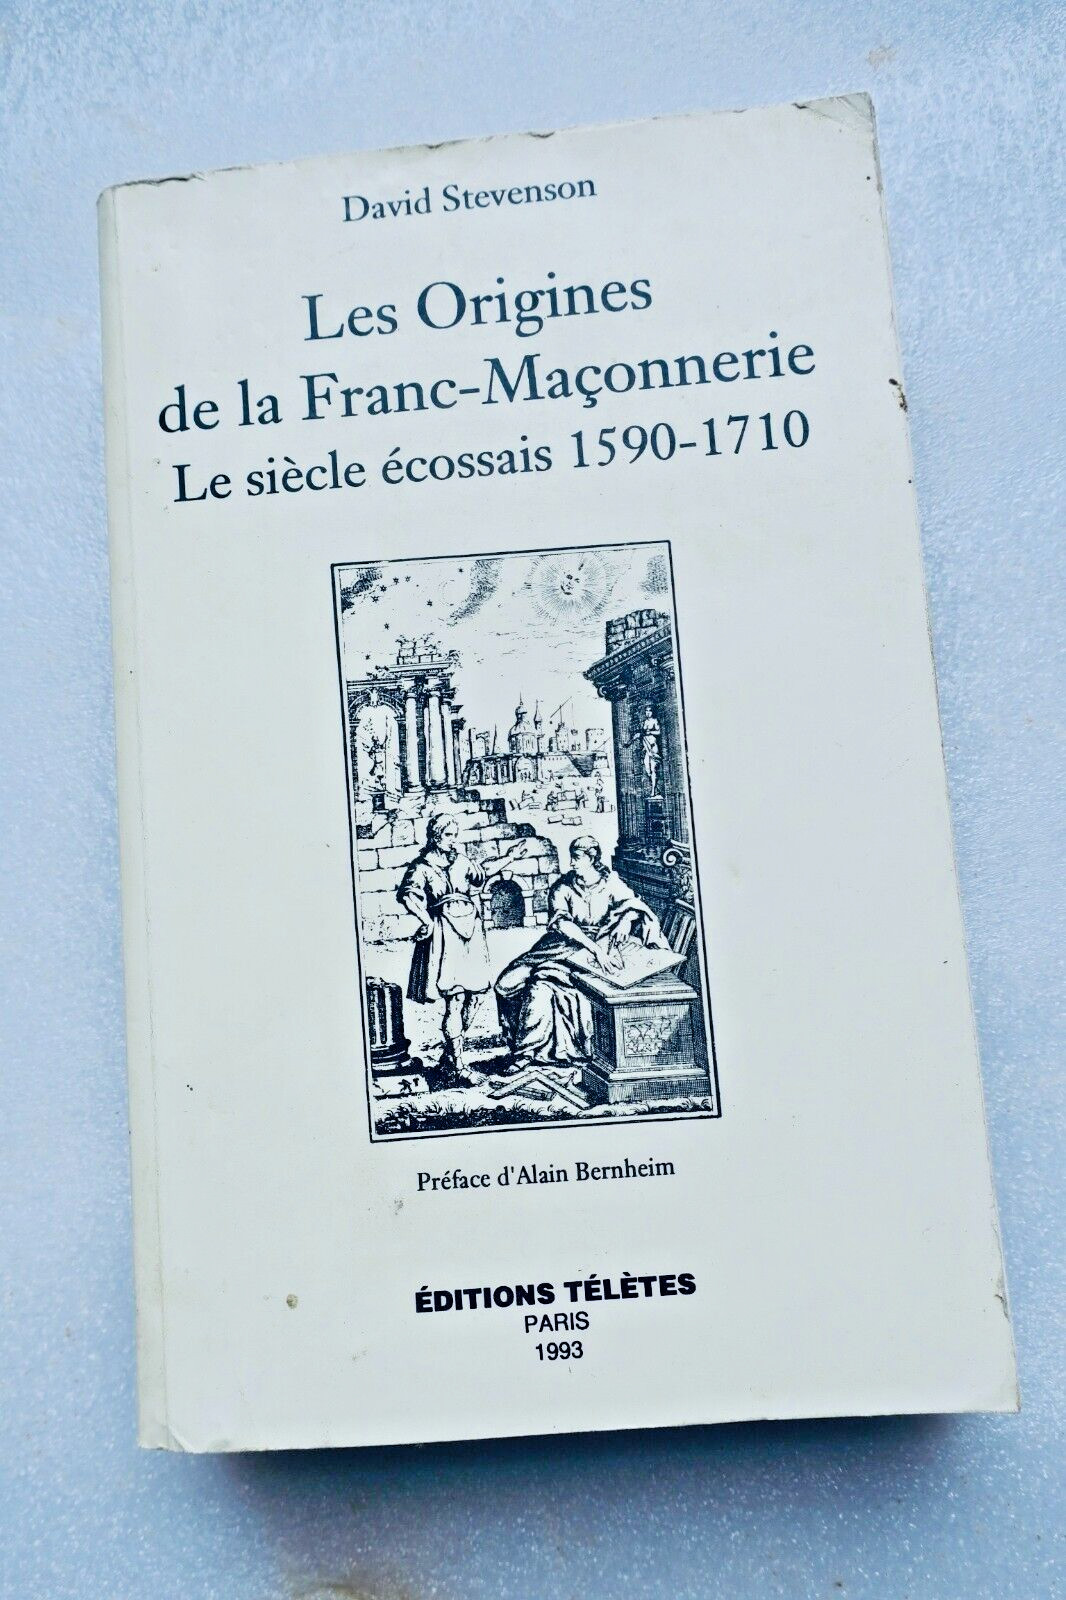 David Stevenson
Les Origines
de la Franc-Maçonnerie
Le siècle écossais 1590-1710
Préface d'Alain Bernheim
ÉDITIONS TÉLÈTES
PARIS
1993